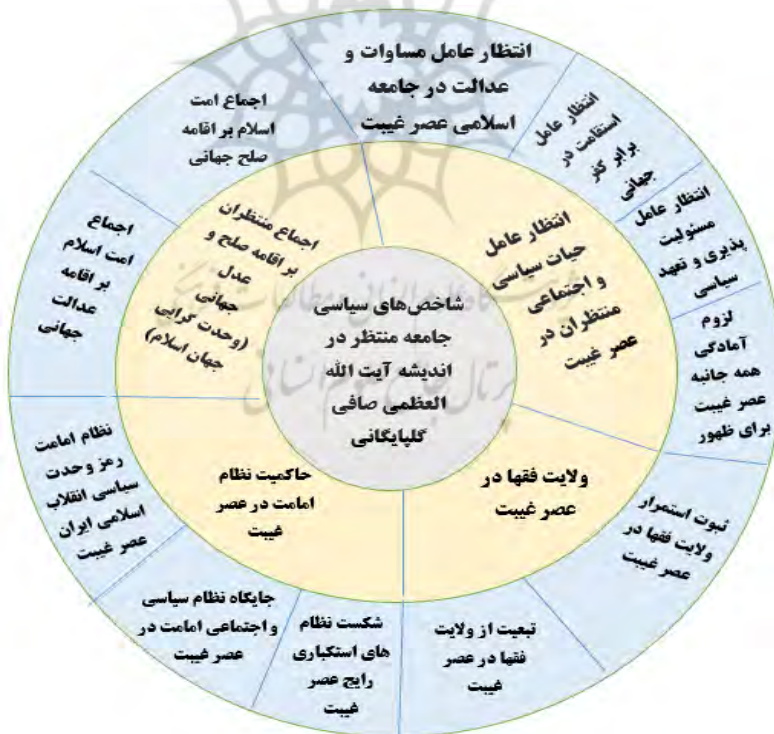 شاخص‌های سیاسی
جامعه منتظر در
اندیشه آیت الله
العظمی صافی
گلپایگانی
انتظار عامل
حیات سیاسی
و اجتماعی
منتظران در
عصر غیبت
ولایت فقها در
عصر غیبت
حاکمیت نظام
امامت در عصر
غیبت
اجماع منتظران
بر اقامه صلح و
عدل
جهانی
(وحدت گرایی
جهان اسلام)
انتظار عامل مساوات و
عدالت در جامعه
اسلامی عصر غیبت
انتظار عامل
استقامت در
برابر کفر
جهانی
انتظار عامل
مسئولیت
پذیری و تعهد
سیاسی
لزوم
آمادگی
همه جانبه
عصر غیبت
برای ظهور
ثبوت استمرار
ولایت فقها در
عصر غیبت
تبعیت از ولایت
فقها در عصر
غیبت
شکست نظام
های استکباری
رایج عصر
غیبت
جایگاه نظام سیاسی
و اجتماعی امامت در
عصر غیبت
نظام امامت
رمز وحدت
سیاسی انقلاب
اسلامی ایران
عصر غیبت
اجماع
امت اسلام
بر اقامه
عدالت
جهانی
اجماع امت
اسلام بر اقامه
صلح جهانی
پرتال جامع علوم انسانی